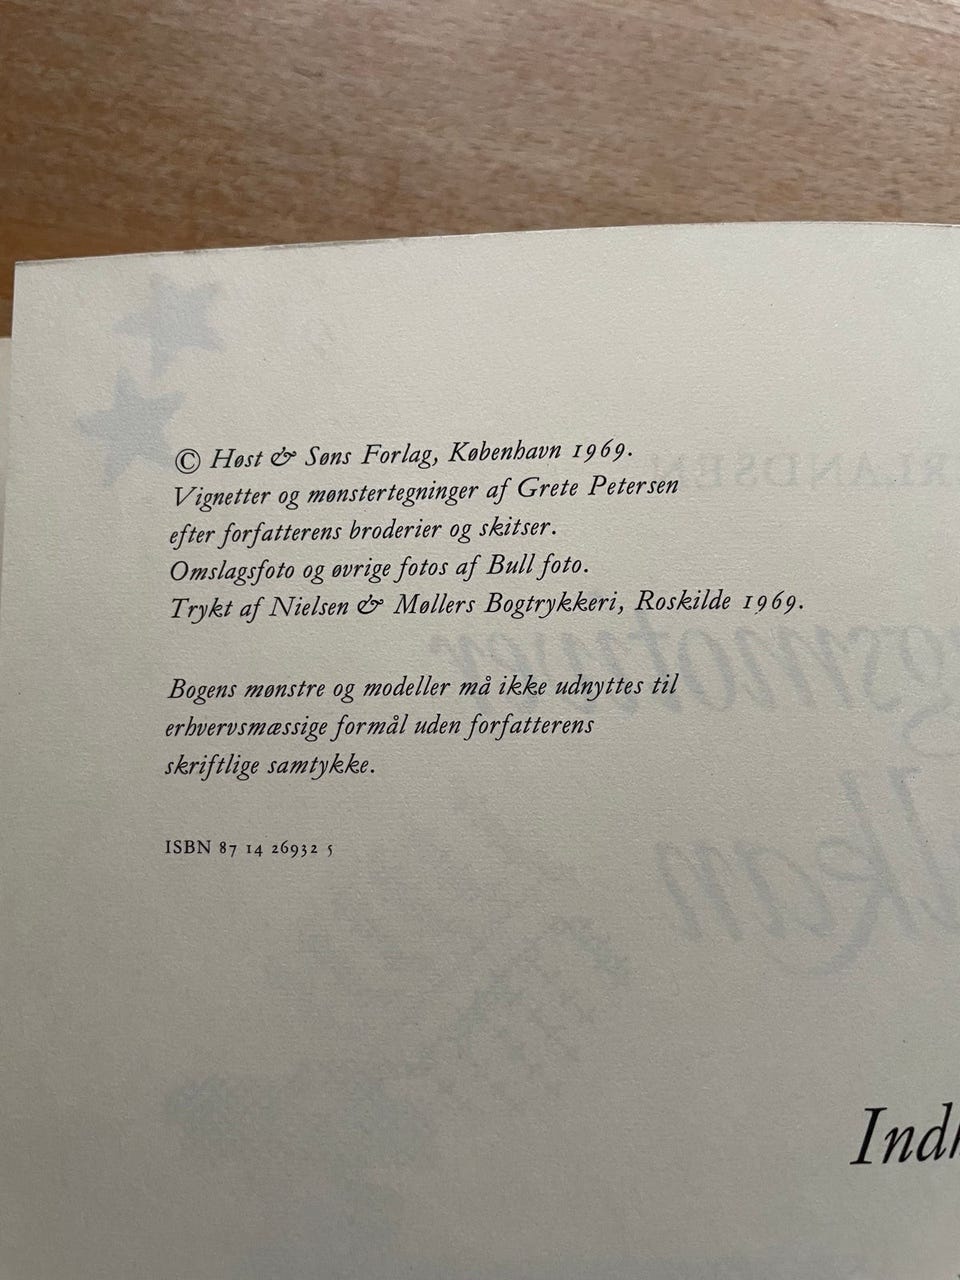 © Høst & Søns Forlag, København 1969.
Vignetter og mønstertegninger af Grete Petersen
efter forfatterens broderier og skitser.
Omslagsfoto og øvrige fotos af Bull foto.
Trykt af Nielsen & Møllers Bogtrykkeri, Roskilde 1969.
Bogens mønstre og modeller må ikke udnyttes til
erhvervsmæssige formål uden forfatterens
skriftlige samtykke.
ISBN 87 14 26932 5